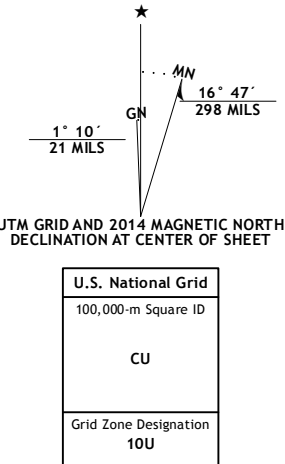 ★
MN
GN
16° 47´
298 MILS
1° 10´
21 MILS
UTM GRID AND 2014 MAGNETIC NORTH
DECLINATION AT CENTER OF SHEET
U.S. National Grid
100,000-m Square ID
CU
Grid Zone Designation
10U